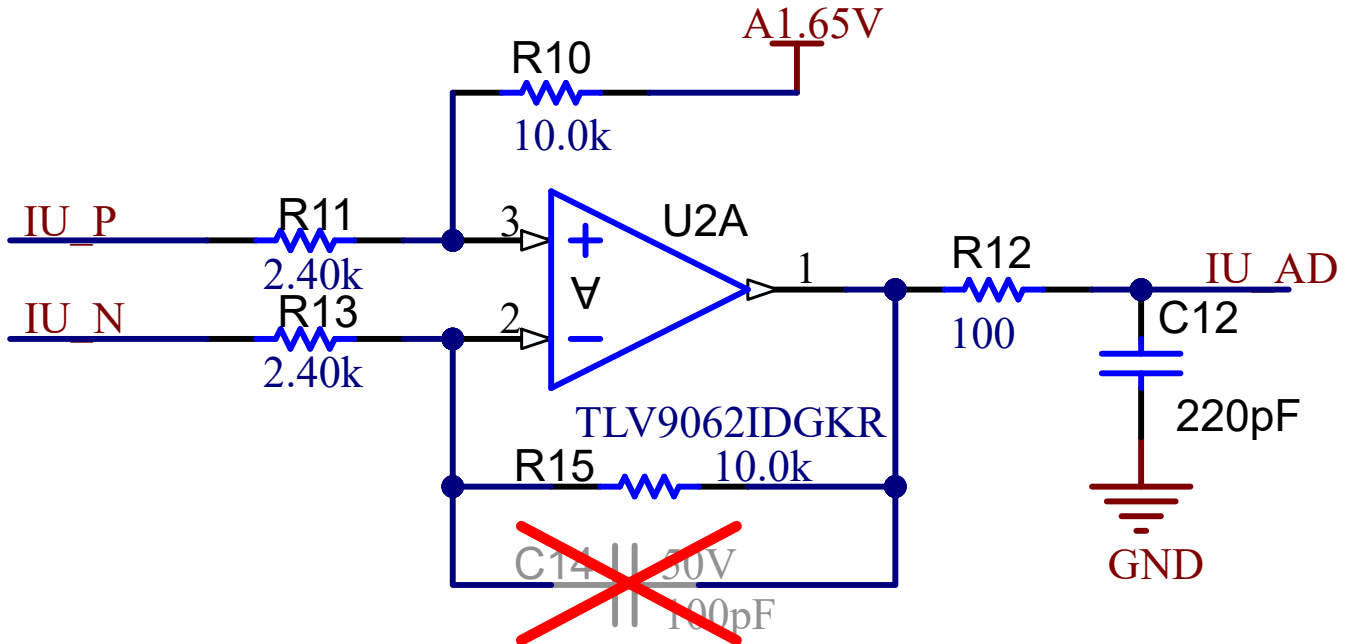 A1.65V
R10
10.0k
IU_P
R11
2.40k
3
+
U2A
A
1
R12
100
IU_AD
IU_N
R13
2.40k
2
C12
220pF
TLV9062IDGKR
R15
10.0k
C14
50V
100pF
GND